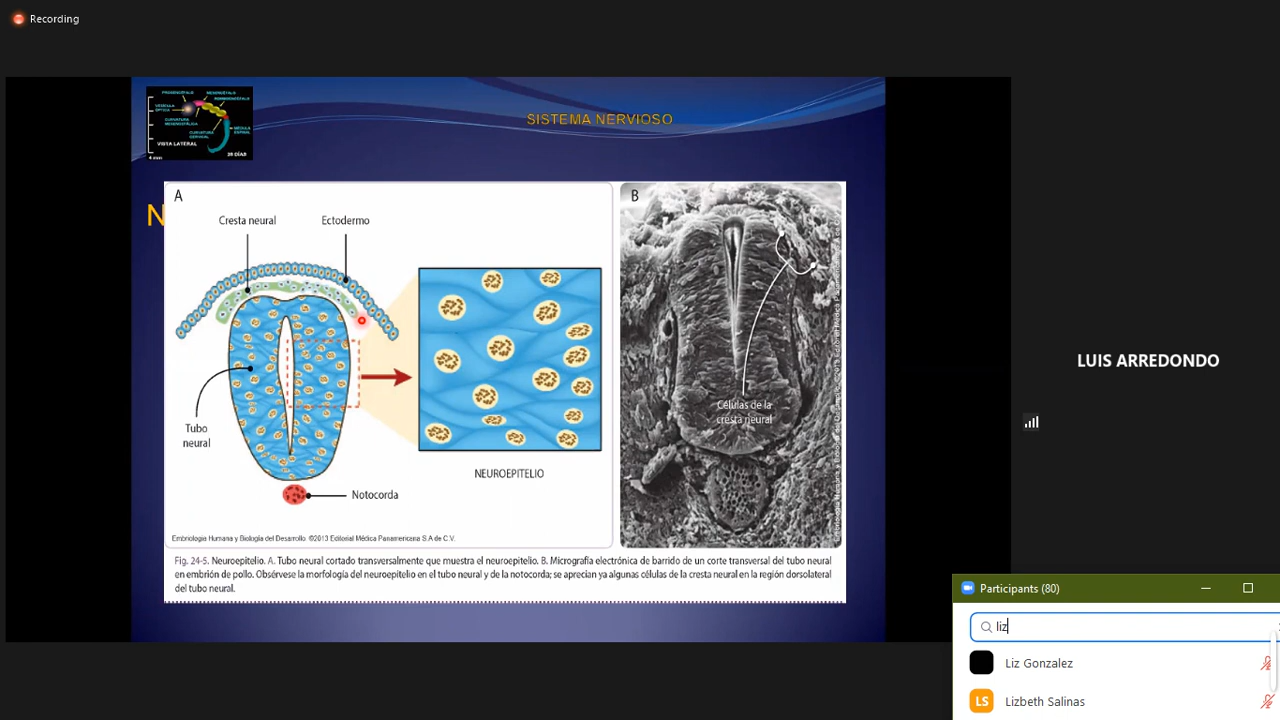 Recording
PROSENCÉFALO
MESENCÉFALO
ROMBENCÉFALO
VESÍCULA
ÓPTICA
CURVATURA
MESENCEFÁLICA
CURVATURA
CERVICAL
MÉDULA
ESPINAL
VISTA LATERAL
4 mm
28 DÍAS
SISTEMA NERVIOSO
N
A
Cresta neural
Ectodermo
Tubo
neural
Notocorda
NEUROEPITELIO
Embriología Humana y Biología del Desarrollo. ©2013 Editorial Médica Panamericana S.A de C.V.
B
Células de la
cresta neural
Fig. 24-5. Neuroepitelio. A. Tubo neural cortado transversalmente que muestra el neuroepitelio. B. Micrografía electrónica de barrido de un corte transversal del tubo neural
en embrión de pollo. Obsérvese la morfología del neuroepitelio en el tubo neural y de la notocorda; se aprecian ya algunas células de la cresta neural en la región dorsolateral
del tubo neural.
LUIS ARREDONDO
Participants (80)
liz
Liz Gonzalez
LS
Lizbeth Salinas